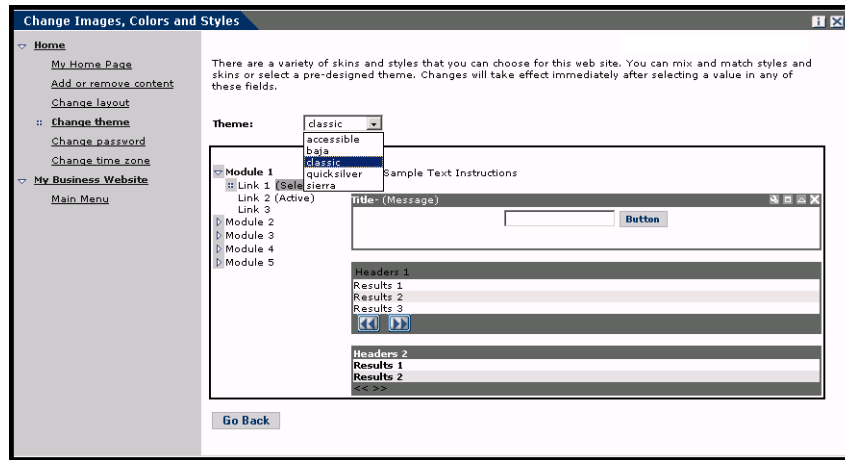 Change Images, Colors and Styles
Home
My Home Page
Add or remove content
Change layout
Change theme
Change password
Change time zone
My Business Website
Main Menu
There are a variety of skins and styles that you can choose for this web site. You can mix and match styles and
skins or select a pre-designed theme. Changes will take effect immediately after selecting a value in any of
these fields.
Theme: classic
accessible
baja
classic
quicksilver
sierra
Module 1
Link 1 (Sele
Link 2 (Active)
Link 3
Module 2
Module 3
Module 4
Module 5
Sample Text Instructions
Title- (Message)
Button
Headers 1
Results 1
Results 2
Results 3
Headers 2
Results 1
Results 2
<< >>
Go Back